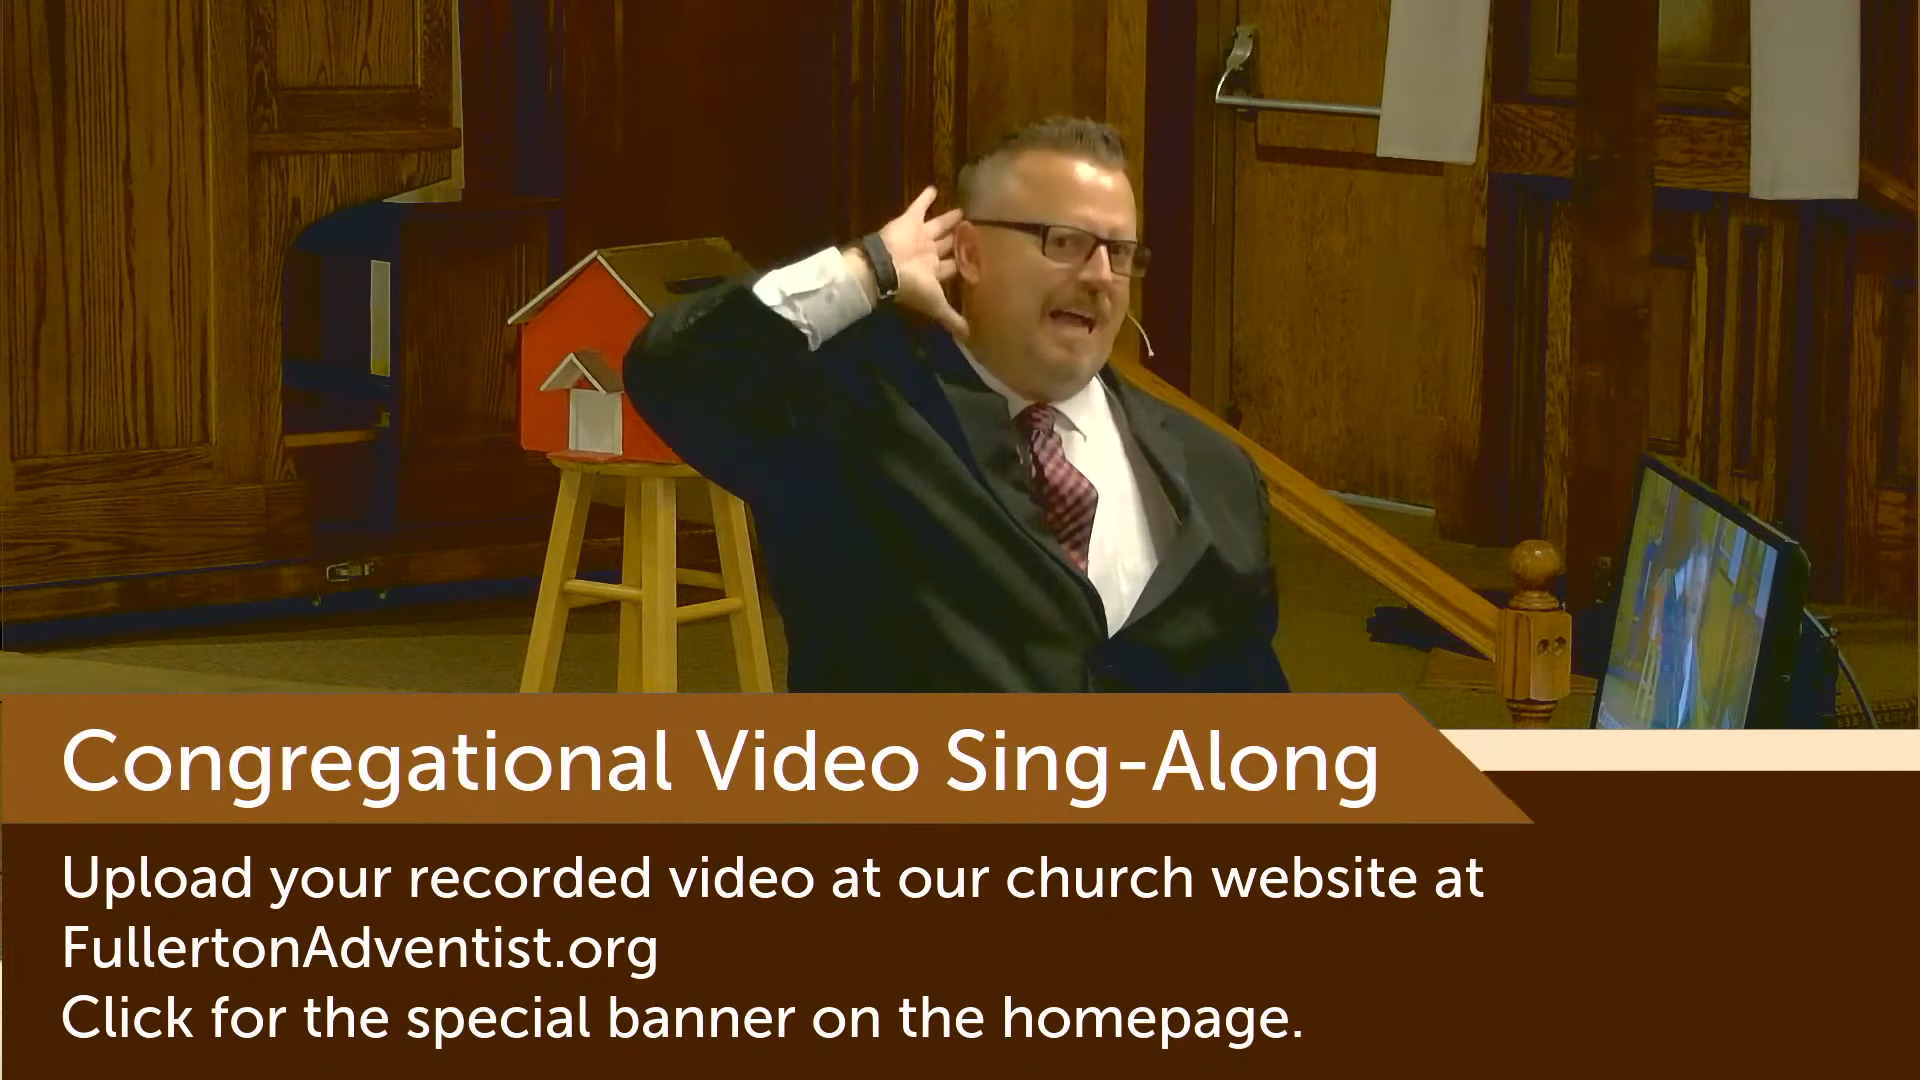 Congregational Video Sing-Along
Upload your recorded video at our church website at
FullertonAdventist.org
Click for the special banner on the homepage.